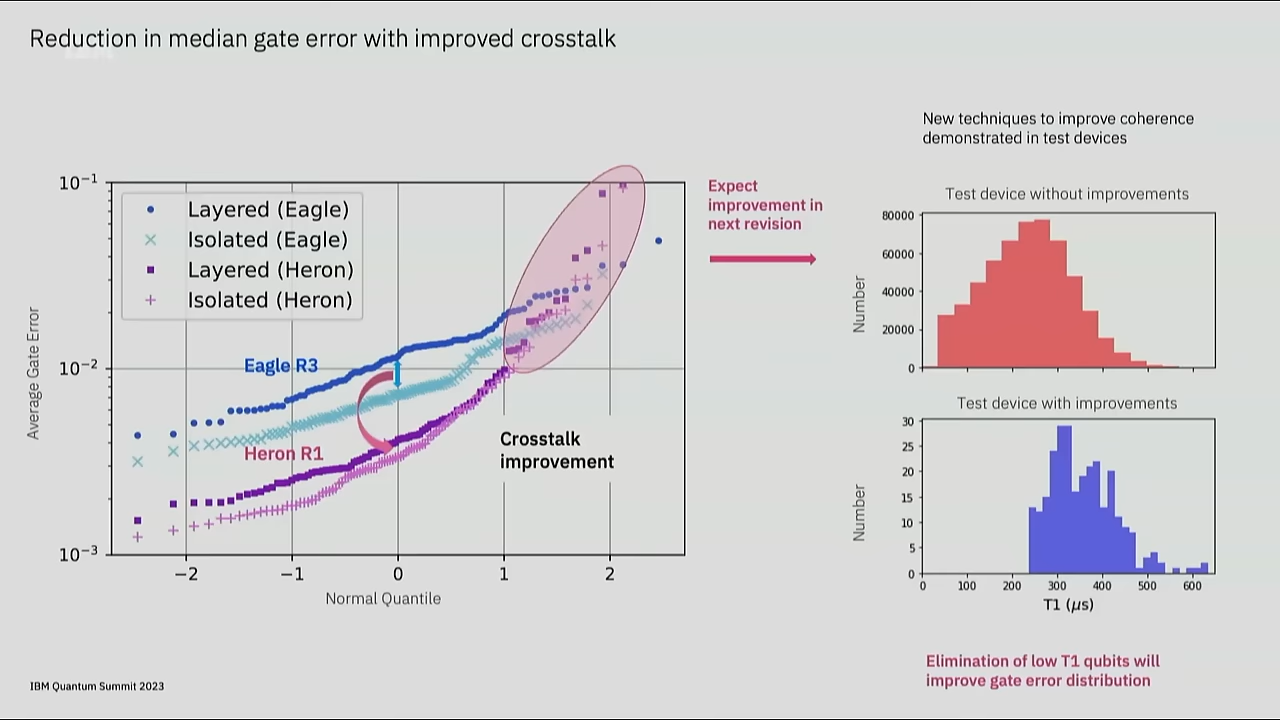 Reduction in median gate error with improved crosstalk
New techniques to improve coherence
demonstrated in test devices
Average Gate Error
10−1
10−2
10−3
Layered (Eagle)
Isolated (Eagle)
Layered (Heron)
Isolated (Heron)
Eagle R3
Heron R1
Crosstalk
improvement
−2
−1
0
1
2
Normal Quantile
Expect
improvement in
next revision
Test device without improvements
Number
80000
60000
40000
20000
0
Test device with improvements
Number
30
25
20
15
10
5
0
0
100
200
300
400
500
600
T1 (μs)
Elimination of low T1 qubits will
improve gate error distribution
IBM Quantum Summit 2023